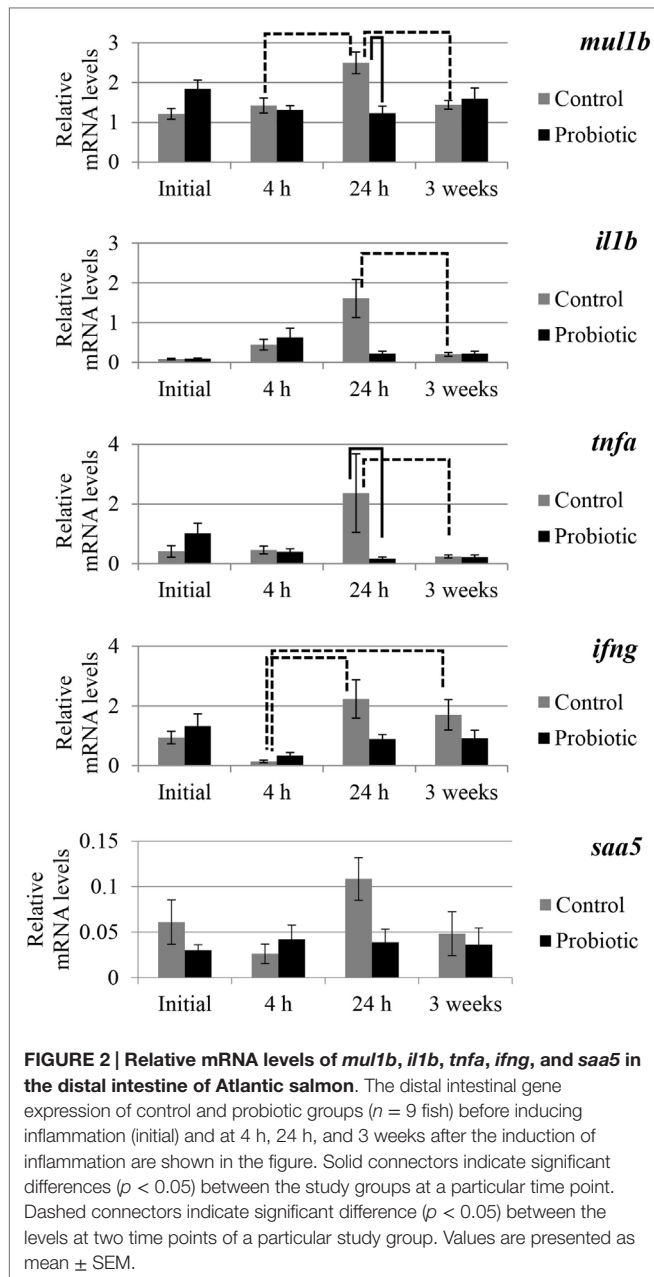 mul1b
Relative
mRNA levels
3
2
1
0
Initial
4 h
24 h
3 weeks
Control
Probiotic
il1b
Relative
mRNA levels
3
2
1
0
Initial
4 h
24 h
3 weeks
Control
Probiotic
tnfa
Relative
mRNA levels
4
2
0
Initial
4 h
24 h
3 weeks
Control
Probiotic
ifng
Relative
mRNA levels
4
2
0
Initial
4 h
24 h
3 weeks
Control
Probiotic
saa5
Relative
mRNA levels
0.15
0.1
0.05
0
Initial
4 h
24 h
3 weeks
Control
Probiotic
FIGURE 2 | Relative mRNA levels of mul1b, il1b, tnfa, ifng, and saa5 in
the distal intestine of Atlantic salmon. The distal intestinal gene
expression of control and probiotic groups (n = 9 fish) before inducing
inflammation (initial) and at 4 h, 24 h, and 3 weeks after the induction of
inflammation are shown in the figure. Solid connectors indicate significant
differences (p < 0.05) between the study groups at a particular time point.
Dashed connectors indicate significant difference (p < 0.05) between the
levels at two time points of a particular study group. Values are presented as
mean ± SEM.